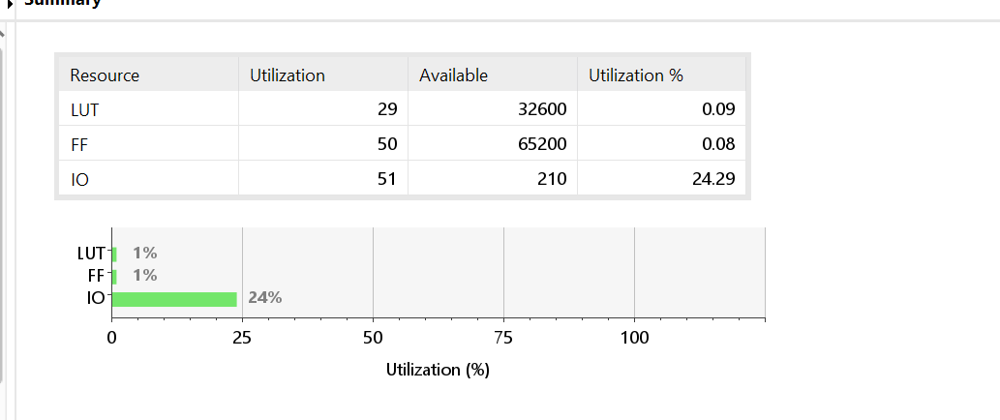 Summary
Resource Utilization Available Utilization %
LUT 29 32600 0.09
FF 50 65200 0.08
IO 51 210 24.29
LUT 1%
FF 1%
IO 24%
0 25 50 75 100
Utilization (%)